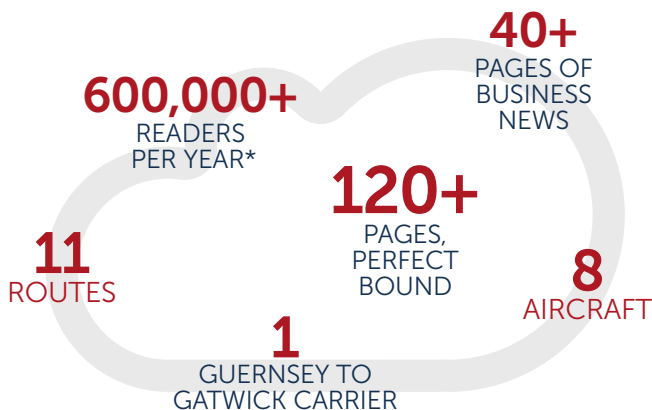 40+
PAGES OF
BUSINESS
NEWS
600,000+
READERS
PER YEAR*
120+
PAGES,
PERFECT
BOUND
11
ROUTES
8
AIRCRAFT
1
GUERNSEY TO
GATWICK CARRIER